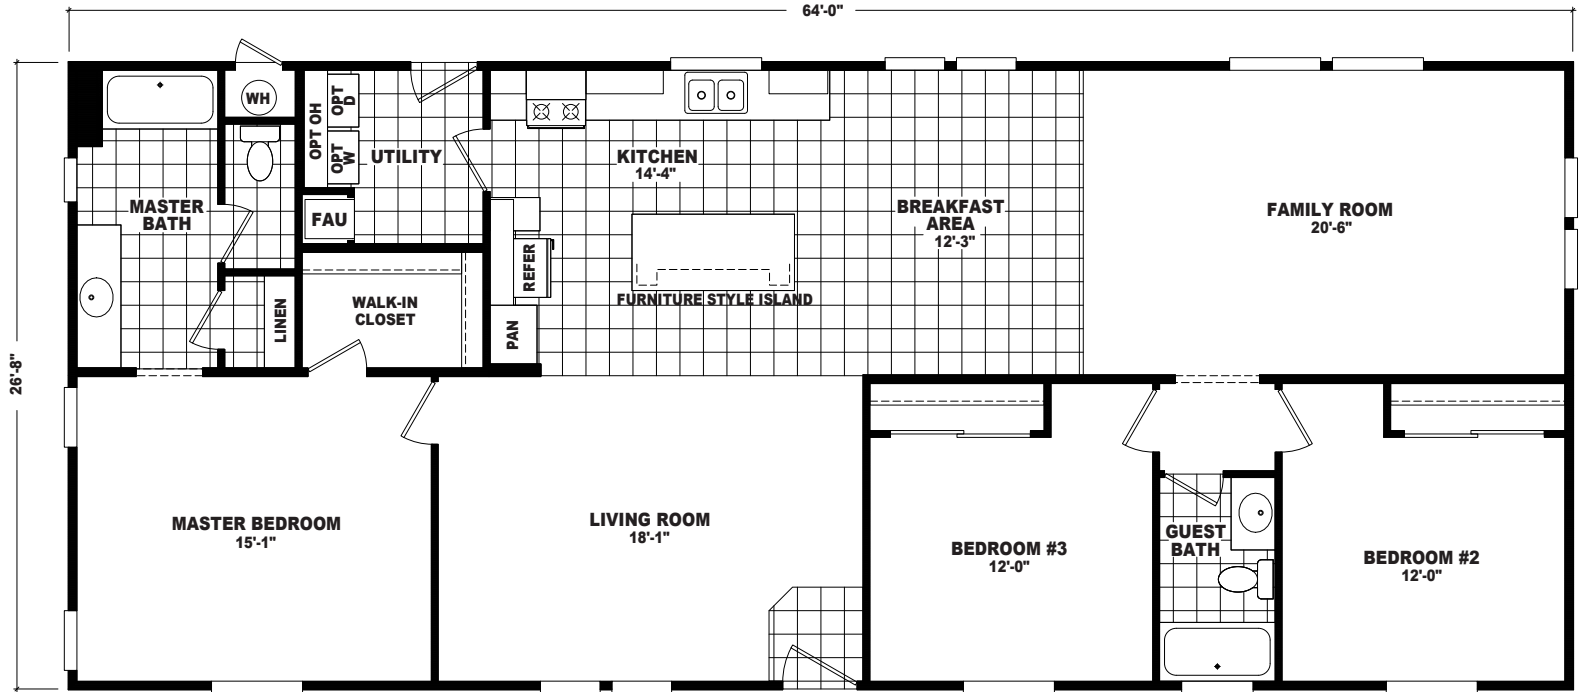 64'-0"
WH
OPT OH
OPT
D
OPT
W
UTILITY
KITCHEN
14'-4"
MASTER
BATH
FAU
BREAKFAST
AREA
12'-3"
FAMILY ROOM
20'-6"
REFER
FURNITURE STYLE ISLAND
WALK-IN
CLOSET
LINEN
PAN
26'-8"
MASTER BEDROOM
15'-1"
LIVING ROOM
18'-1"
BEDROOM #3
12'-0"
GUEST
BATH
BEDROOM #2
12'-0"